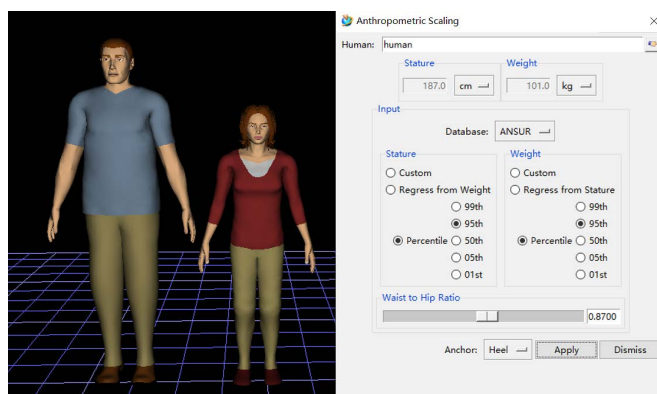 Anthropometric Scaling
Human: human
Stature Weight
187.0 cm 101.0 kg
Input
Database: ANSUR
Stature Weight
Custom Custom
Regress from Weight Regress from Stature
99th 99th
95th 95th
Percentile 50th Percentile 50th
05th 05th
01st 01st
Waist to Hip Ratio
0.8700
Anchor: Heel Apply Dismiss